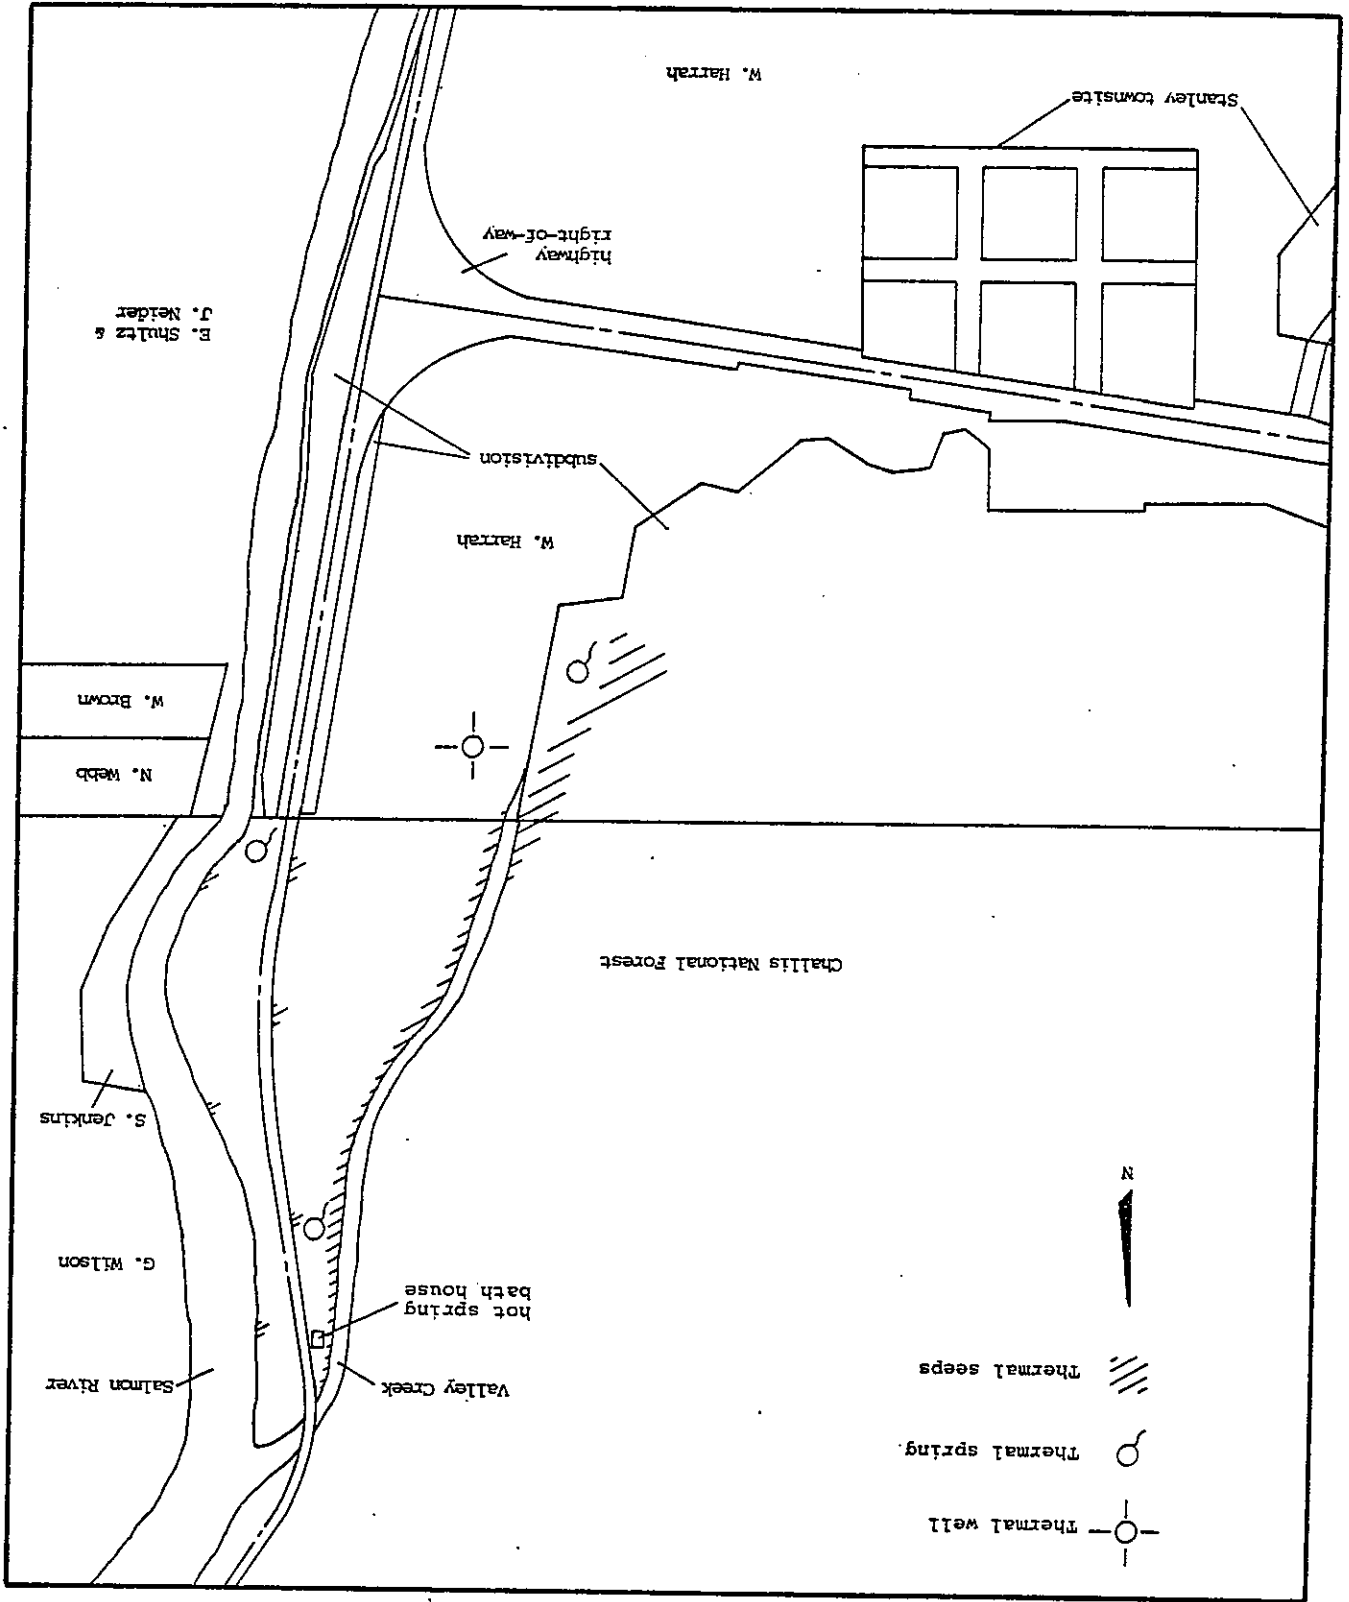 Thermal well
Thermal spring
Thermal seeps
N
Valley Creek
Salmon River
hot spring
bath house
G. Wilson
S. Jenkins
Challis National Forest
N. Webb
W. Brown
W. Harrah
subdivision
E. Shultz &
J. Neider
highway
right-of-way
Stanley townsite
W. Harrah